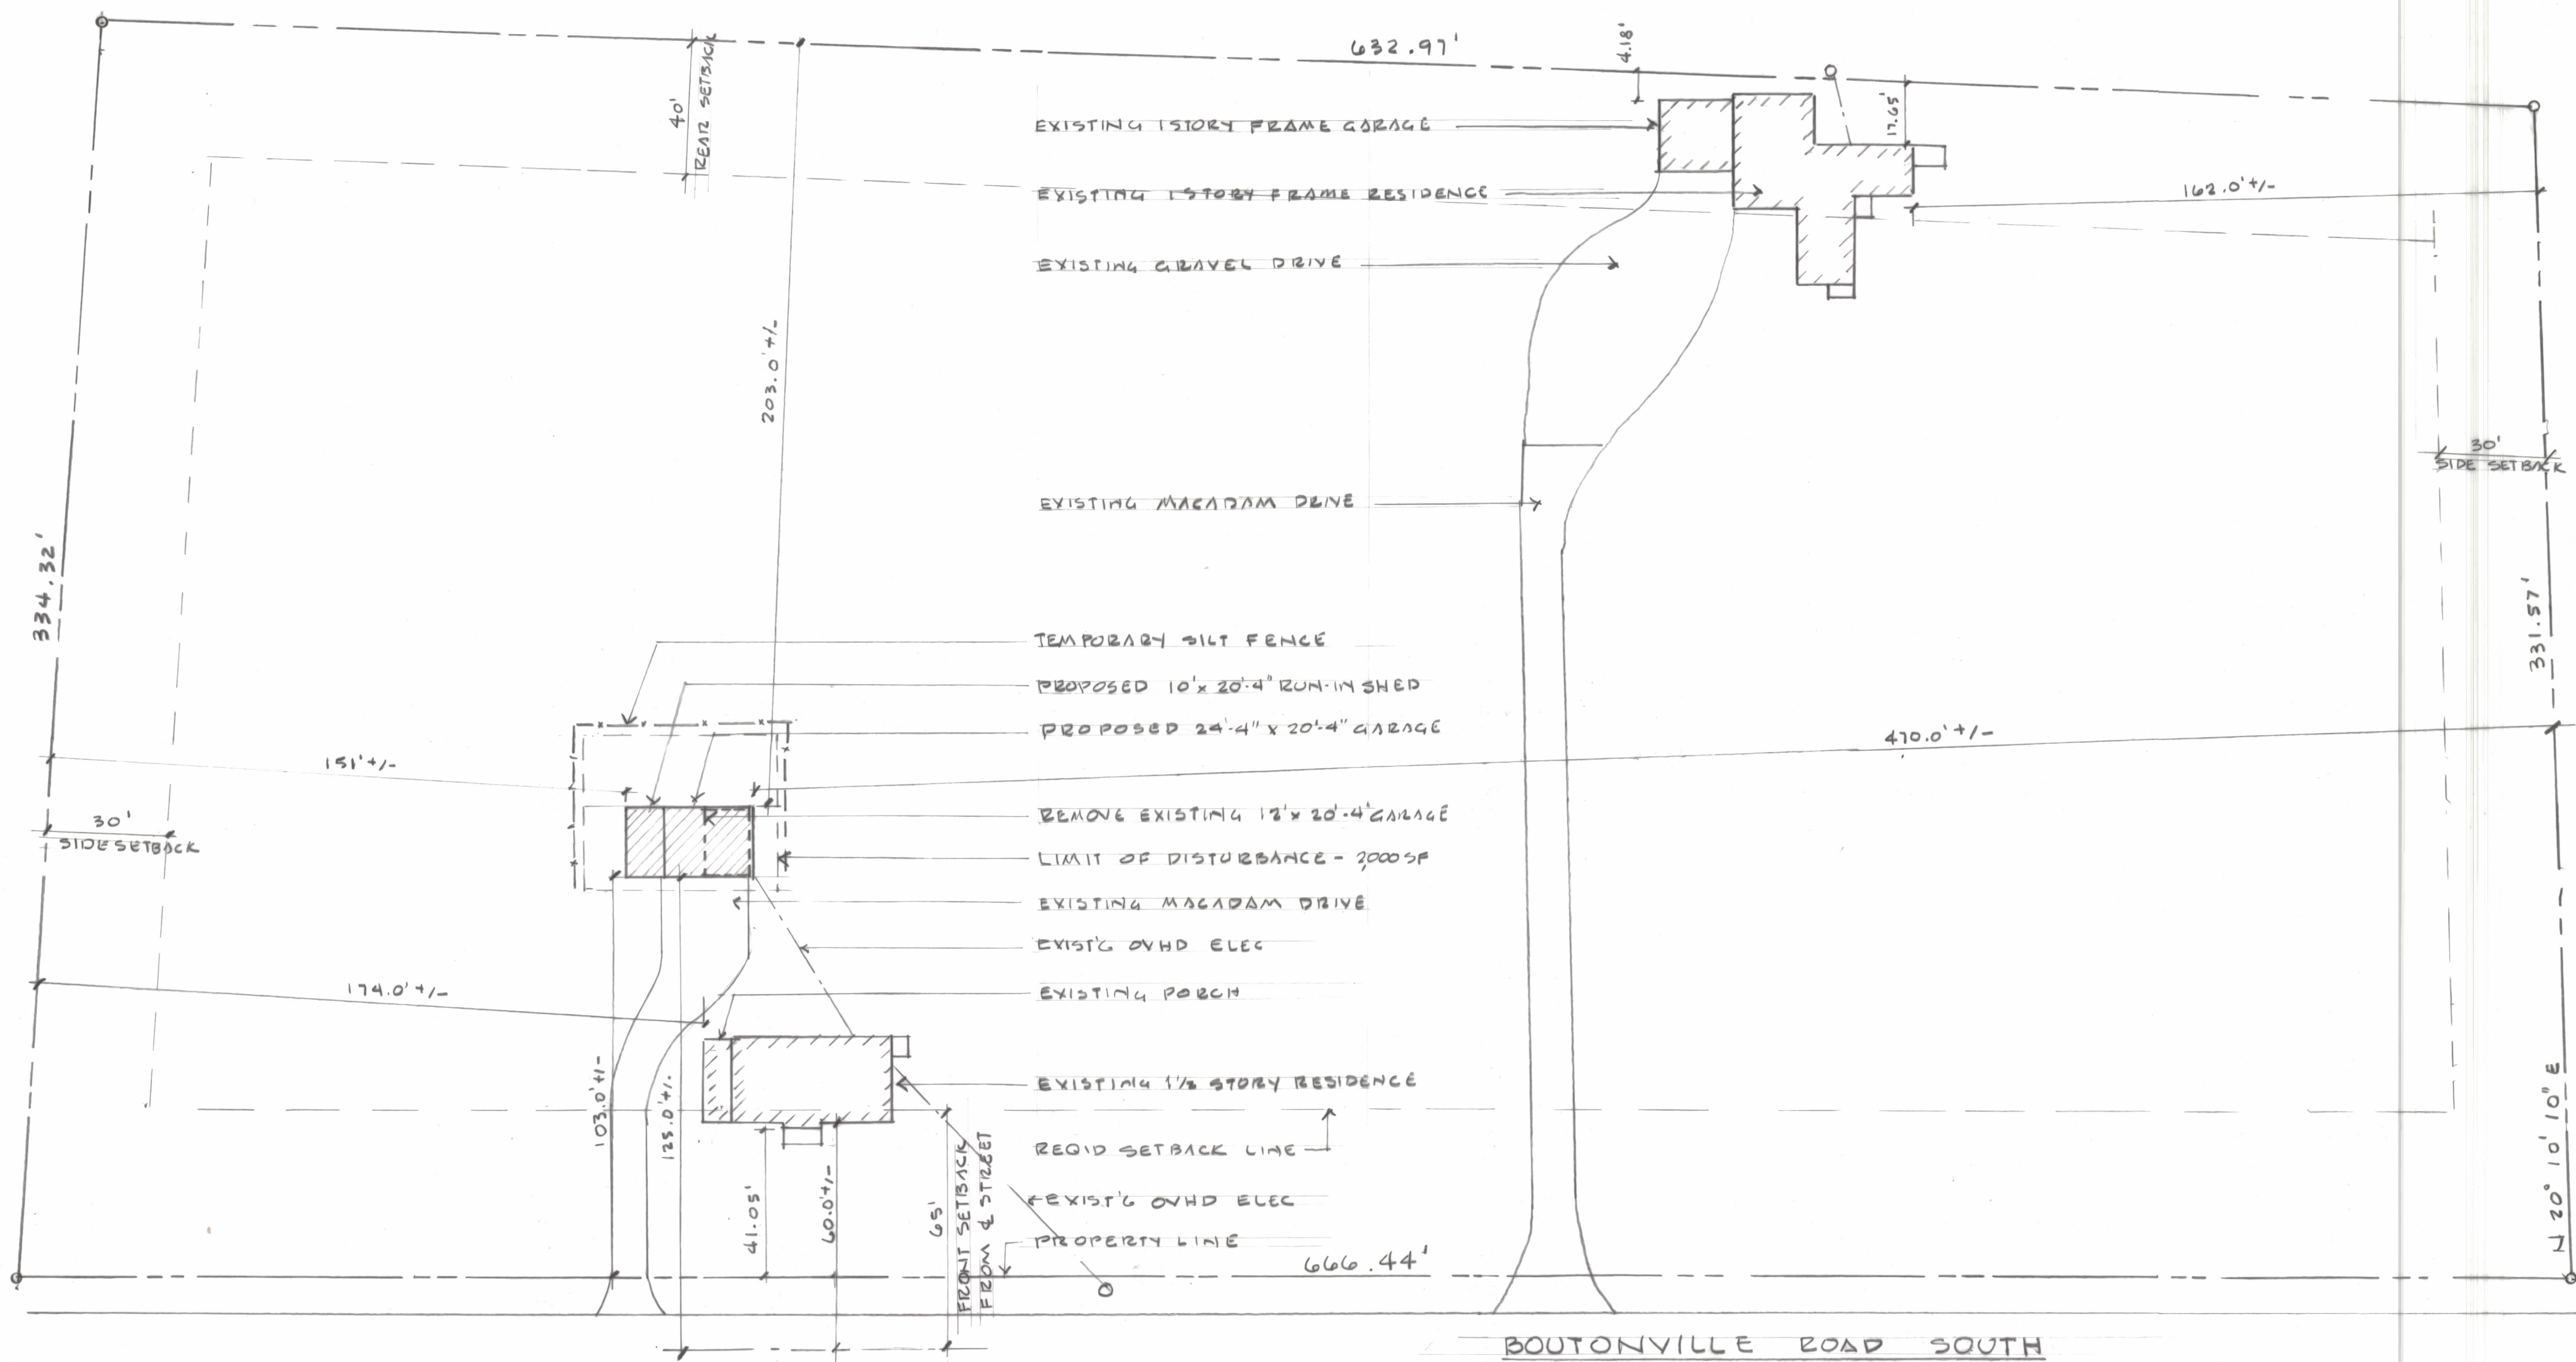 632.97'
4.18'
40'
REAR SETBACK
17.65'
EXISTING 1 STORY FRAME GARAGE
EXISTING 1 STORY FRAME RESIDENCE
162.0'+/-
EXISTING GRAVEL DRIVE
203.0'+/-
30'
SIDE SETBACK
EXISTING MACADAM DRIVE
334.32'
331.57'
TEMPORARY SILT FENCE
PROPOSED 10' x 20'-4" RUN-IN SHED
PROPOSED 24'-4" x 20'-4" GARAGE
470.0'+/-
151'+/-
REMOVE EXISTING 12' x 20'-4" GARAGE
30'
SIDE SETBACK
LIMIT OF DISTURBANCE - 2,000 SF
EXISTING MACADAM DRIVE
EXIST'G OVHD ELEC
174.0'+/-
EXISTING PORCH
EXISTING 1 1/2 STORY RESIDENCE
103.0'+/-
125.0'+/-
REQ'D SETBACK LINE
41.05'
60.0'+/-
65'
FRONT SETBACK
FROM ¢ STREET
EXIST'G OVHD ELEC
PROPERTY LINE
666.44'
N 20° 10' 10" E
BOUTONVILLE ROAD SOUTH